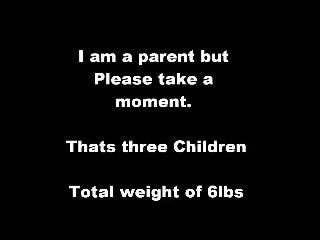 I am a parent but
Please take a
moment.
Thats three Children
Total weight of 6lbs